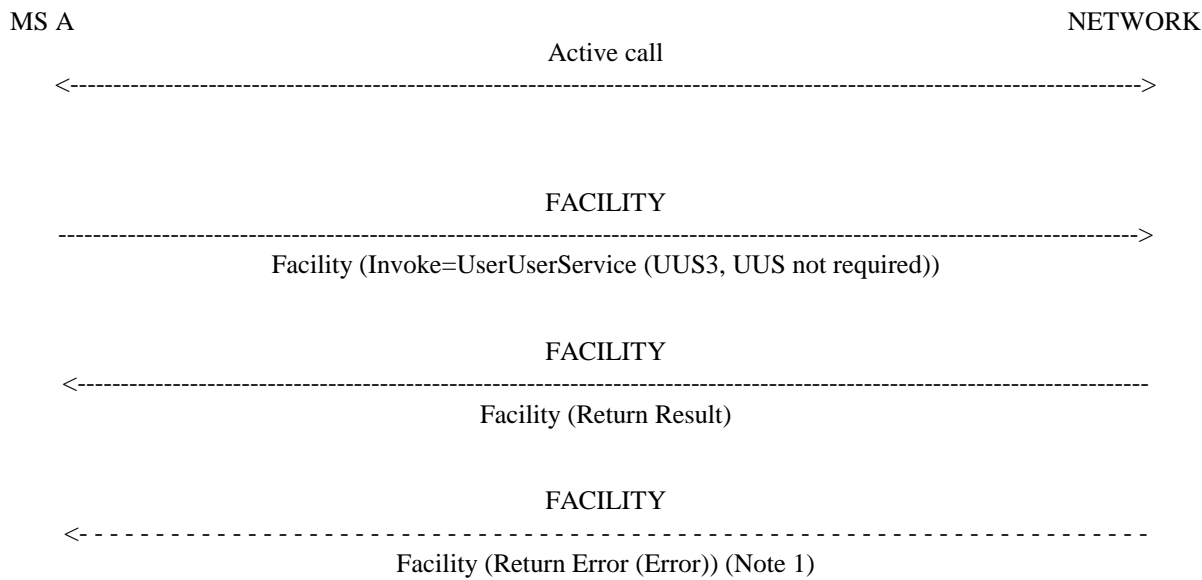 MS A NETWORK
Active call
<------------------------------------------------------------------------------------------------------------------------------>
FACILITY
------------------------------------------------------------------------------------------------------------------------------->
Facility (Invoke=UserUserService (UUS3, UUS not required))
FACILITY
<------------------------------------------------------------------------------------------------------------------------------
Facility (Return Result)
FACILITY
<- - - - - - - - - - - - - - - - - - - - - - - - - - - - - - - - - - - - - - - - - - - - - - - - - - - - - - - - - - - - - - - - - - - - - -
Facility (Return Error (Error)) (Note 1)